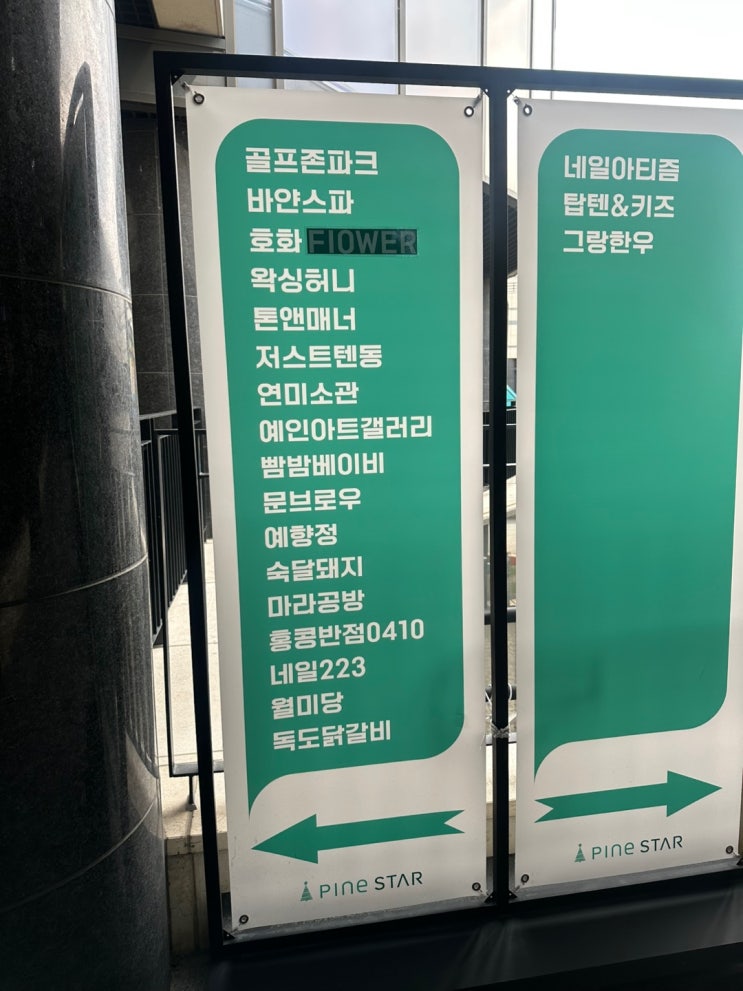 골프존파크
바얀스파
호화 FlOWER
왁싱허니
톤앤매너
저스트텐동
연미소관
예인아트갤러리
빰밤베이비
문브로우
예향정
숙달돼지
마라공방
홍콩반점0410
네일223
월미당
독도닭갈비
PINe STAR
네일아티즘
탑텐&키즈
그랑한우
PINe STAR